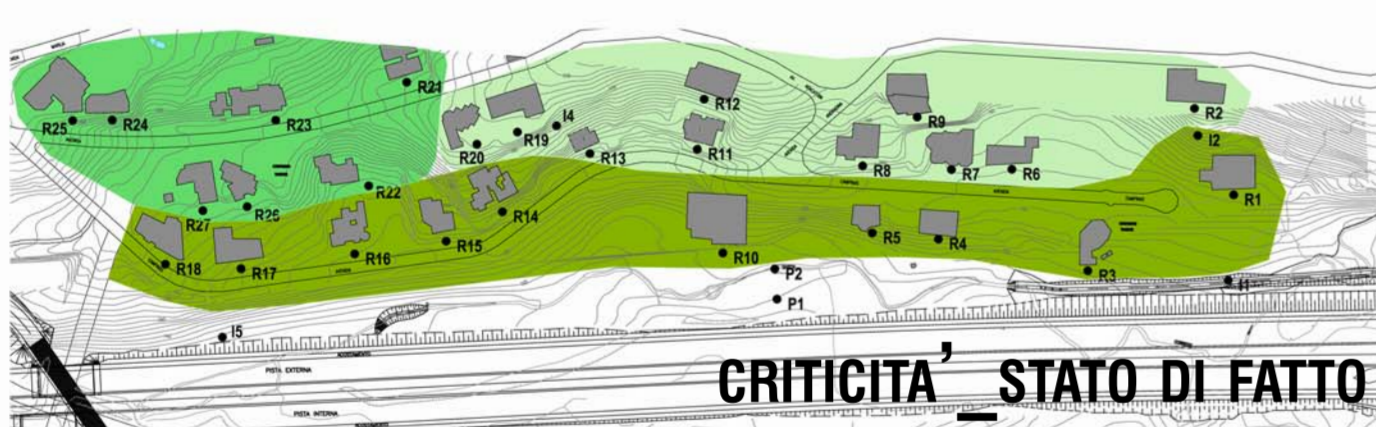 R21
R12
R2
R25
R24
R23
I4
R9
R19
R20
R13
R11
I2
R8
R7
R6
R22
R1
R27
R26
R14
R15
R5
R4
R18
R17
R16
R10
R3
P2
I1
P1
I5
ACOSTAMENTO
PISTA EXTERNA
CRITICITA'_STATO DI FATTO
PISTA INTERNA